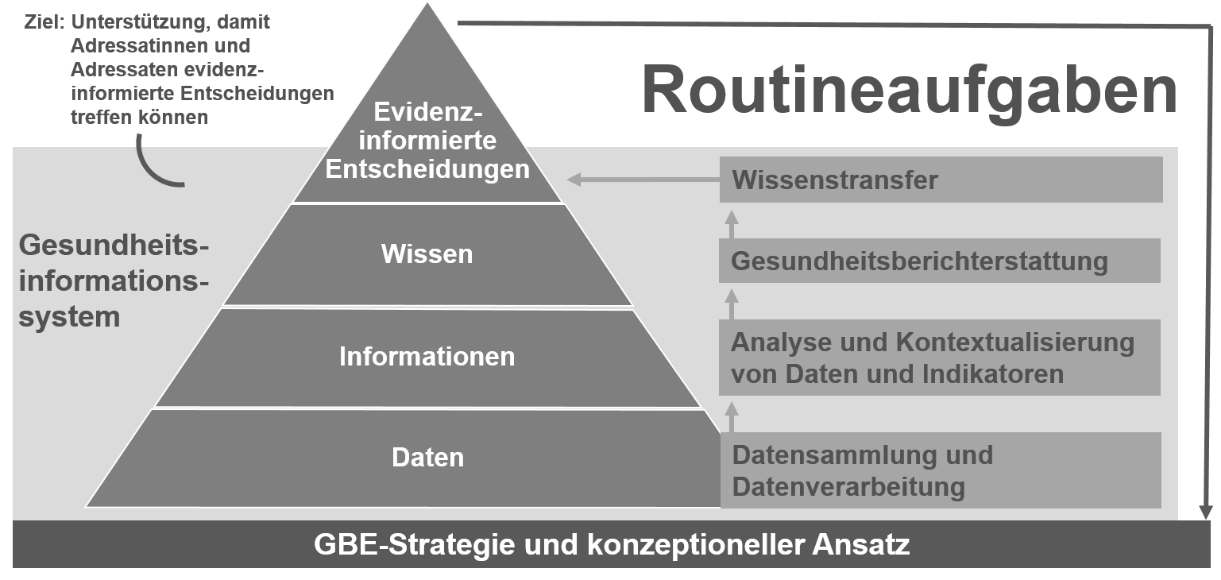 Ziel: Unterstützung, damit
Adressatinnen und
Adressaten evidenz-
informierte Entscheidungen
treffen können
Routineaufgaben
Evidenz-
informierte
Entscheidungen
Wissen
Informationen
Daten
Gesundheits-
informations-
system
Wissenstransfer
Gesundheitsberichterstattung
Analyse und Kontextualisierung
von Daten und Indikatoren
Datensammlung und
Datenverarbeitung
GBE-Strategie und konzeptioneller Ansatz